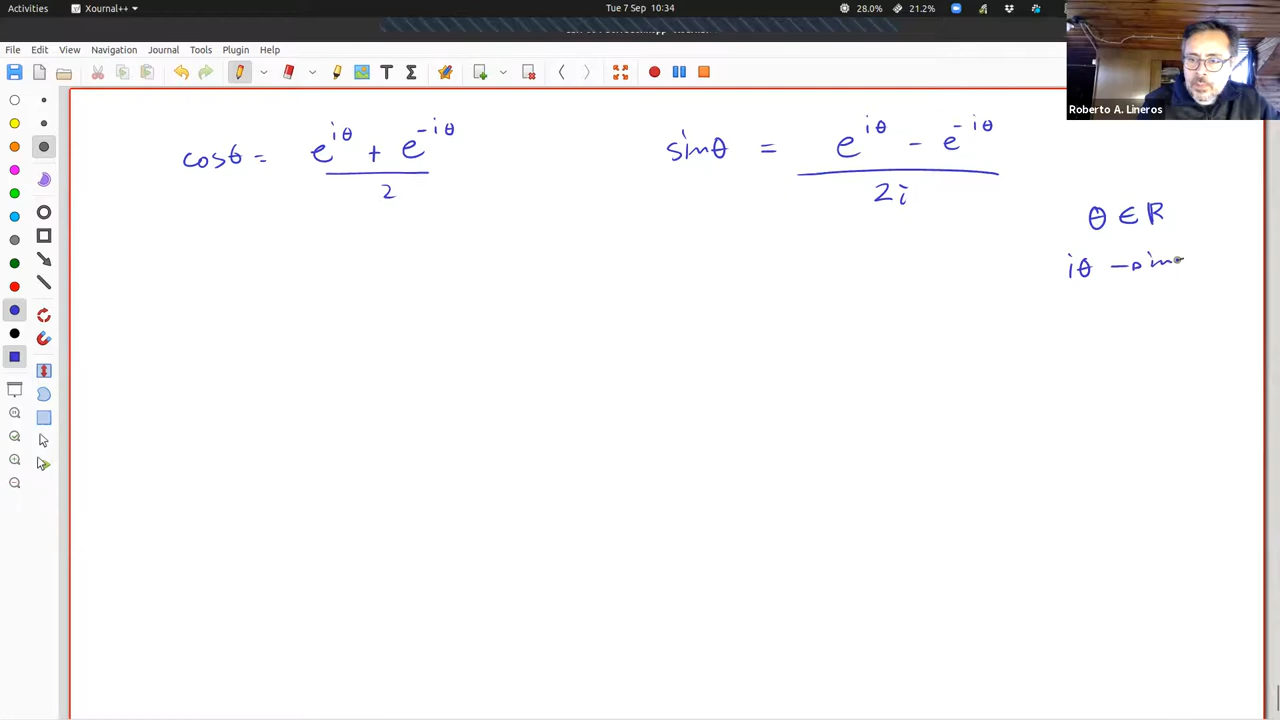 Activities Xournal++ Tue 7 Sep 10:34 28.0% 21.2%
File Edit View Journal Tools Plugin Help
Roberto A. Lineros
cosθ = e^{iθ} + e^{-iθ} / 2
sinθ = e^{iθ} - e^{-iθ} / 2i
θ ∈ ℝ
iθ → im